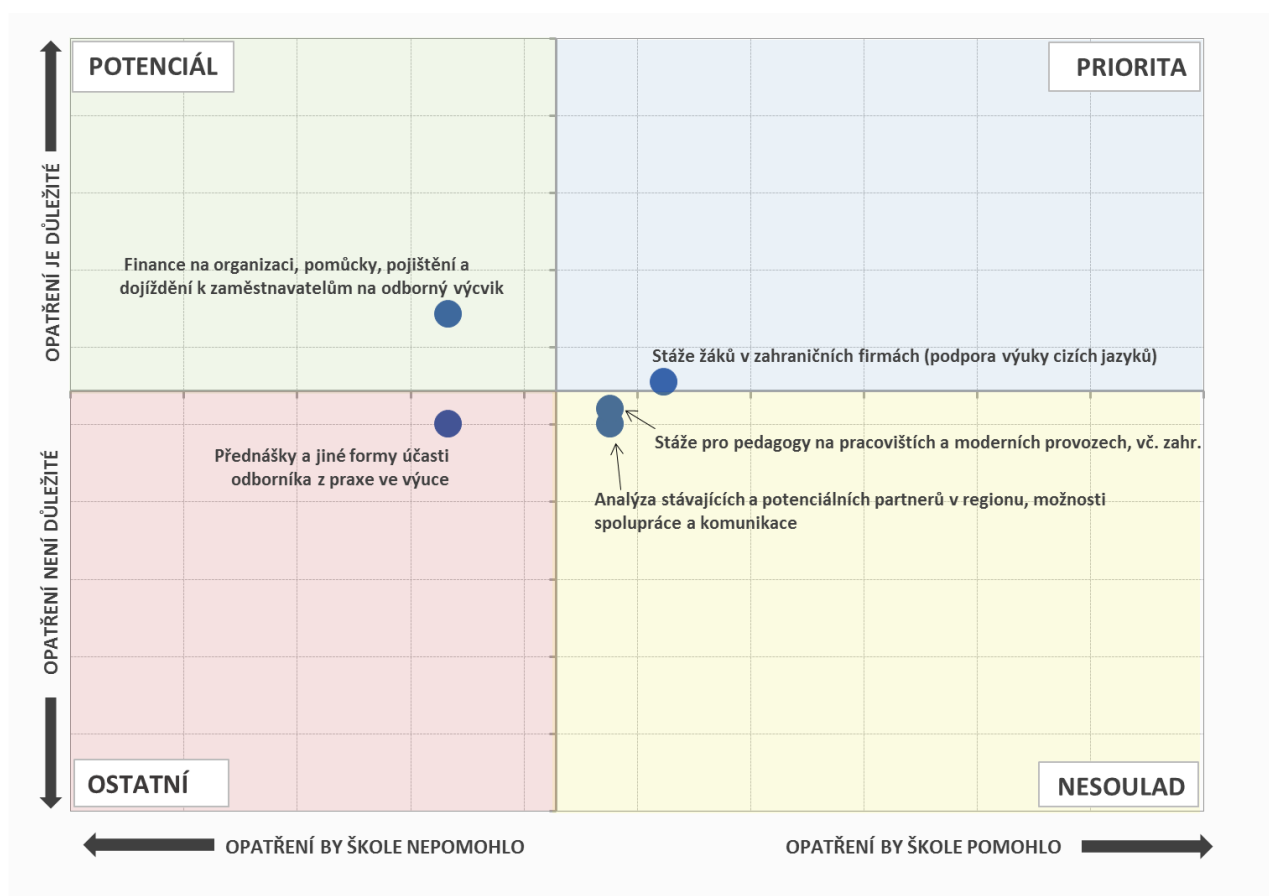 POTENCIÁL
PRIORITA
OPATŘENÍ JE DŮLEŽITÉ
Finance na organizaci, pomůcky, pojištění a
dojíždění k zaměstnavatelům na odborný výcvik
Stáže žáků v zahraničních firmách (podpora výuky cizích jazyků)
Stáže pro pedagogy na pracovištích a moderních provozech, vč. zahr.
Přednášky a jiné formy účasti
odborníka z praxe ve výuce
Analýza stávajících a potenciálních partnerů v regionu, možnosti
spolupráce a komunikace
OPATŘENÍ NENÍ DŮLEŽITÉ
OSTATNÍ
NESOULAD
OPATŘENÍ BY ŠKOLE NEPOMOHLO
OPATŘENÍ BY ŠKOLE POMOHLO